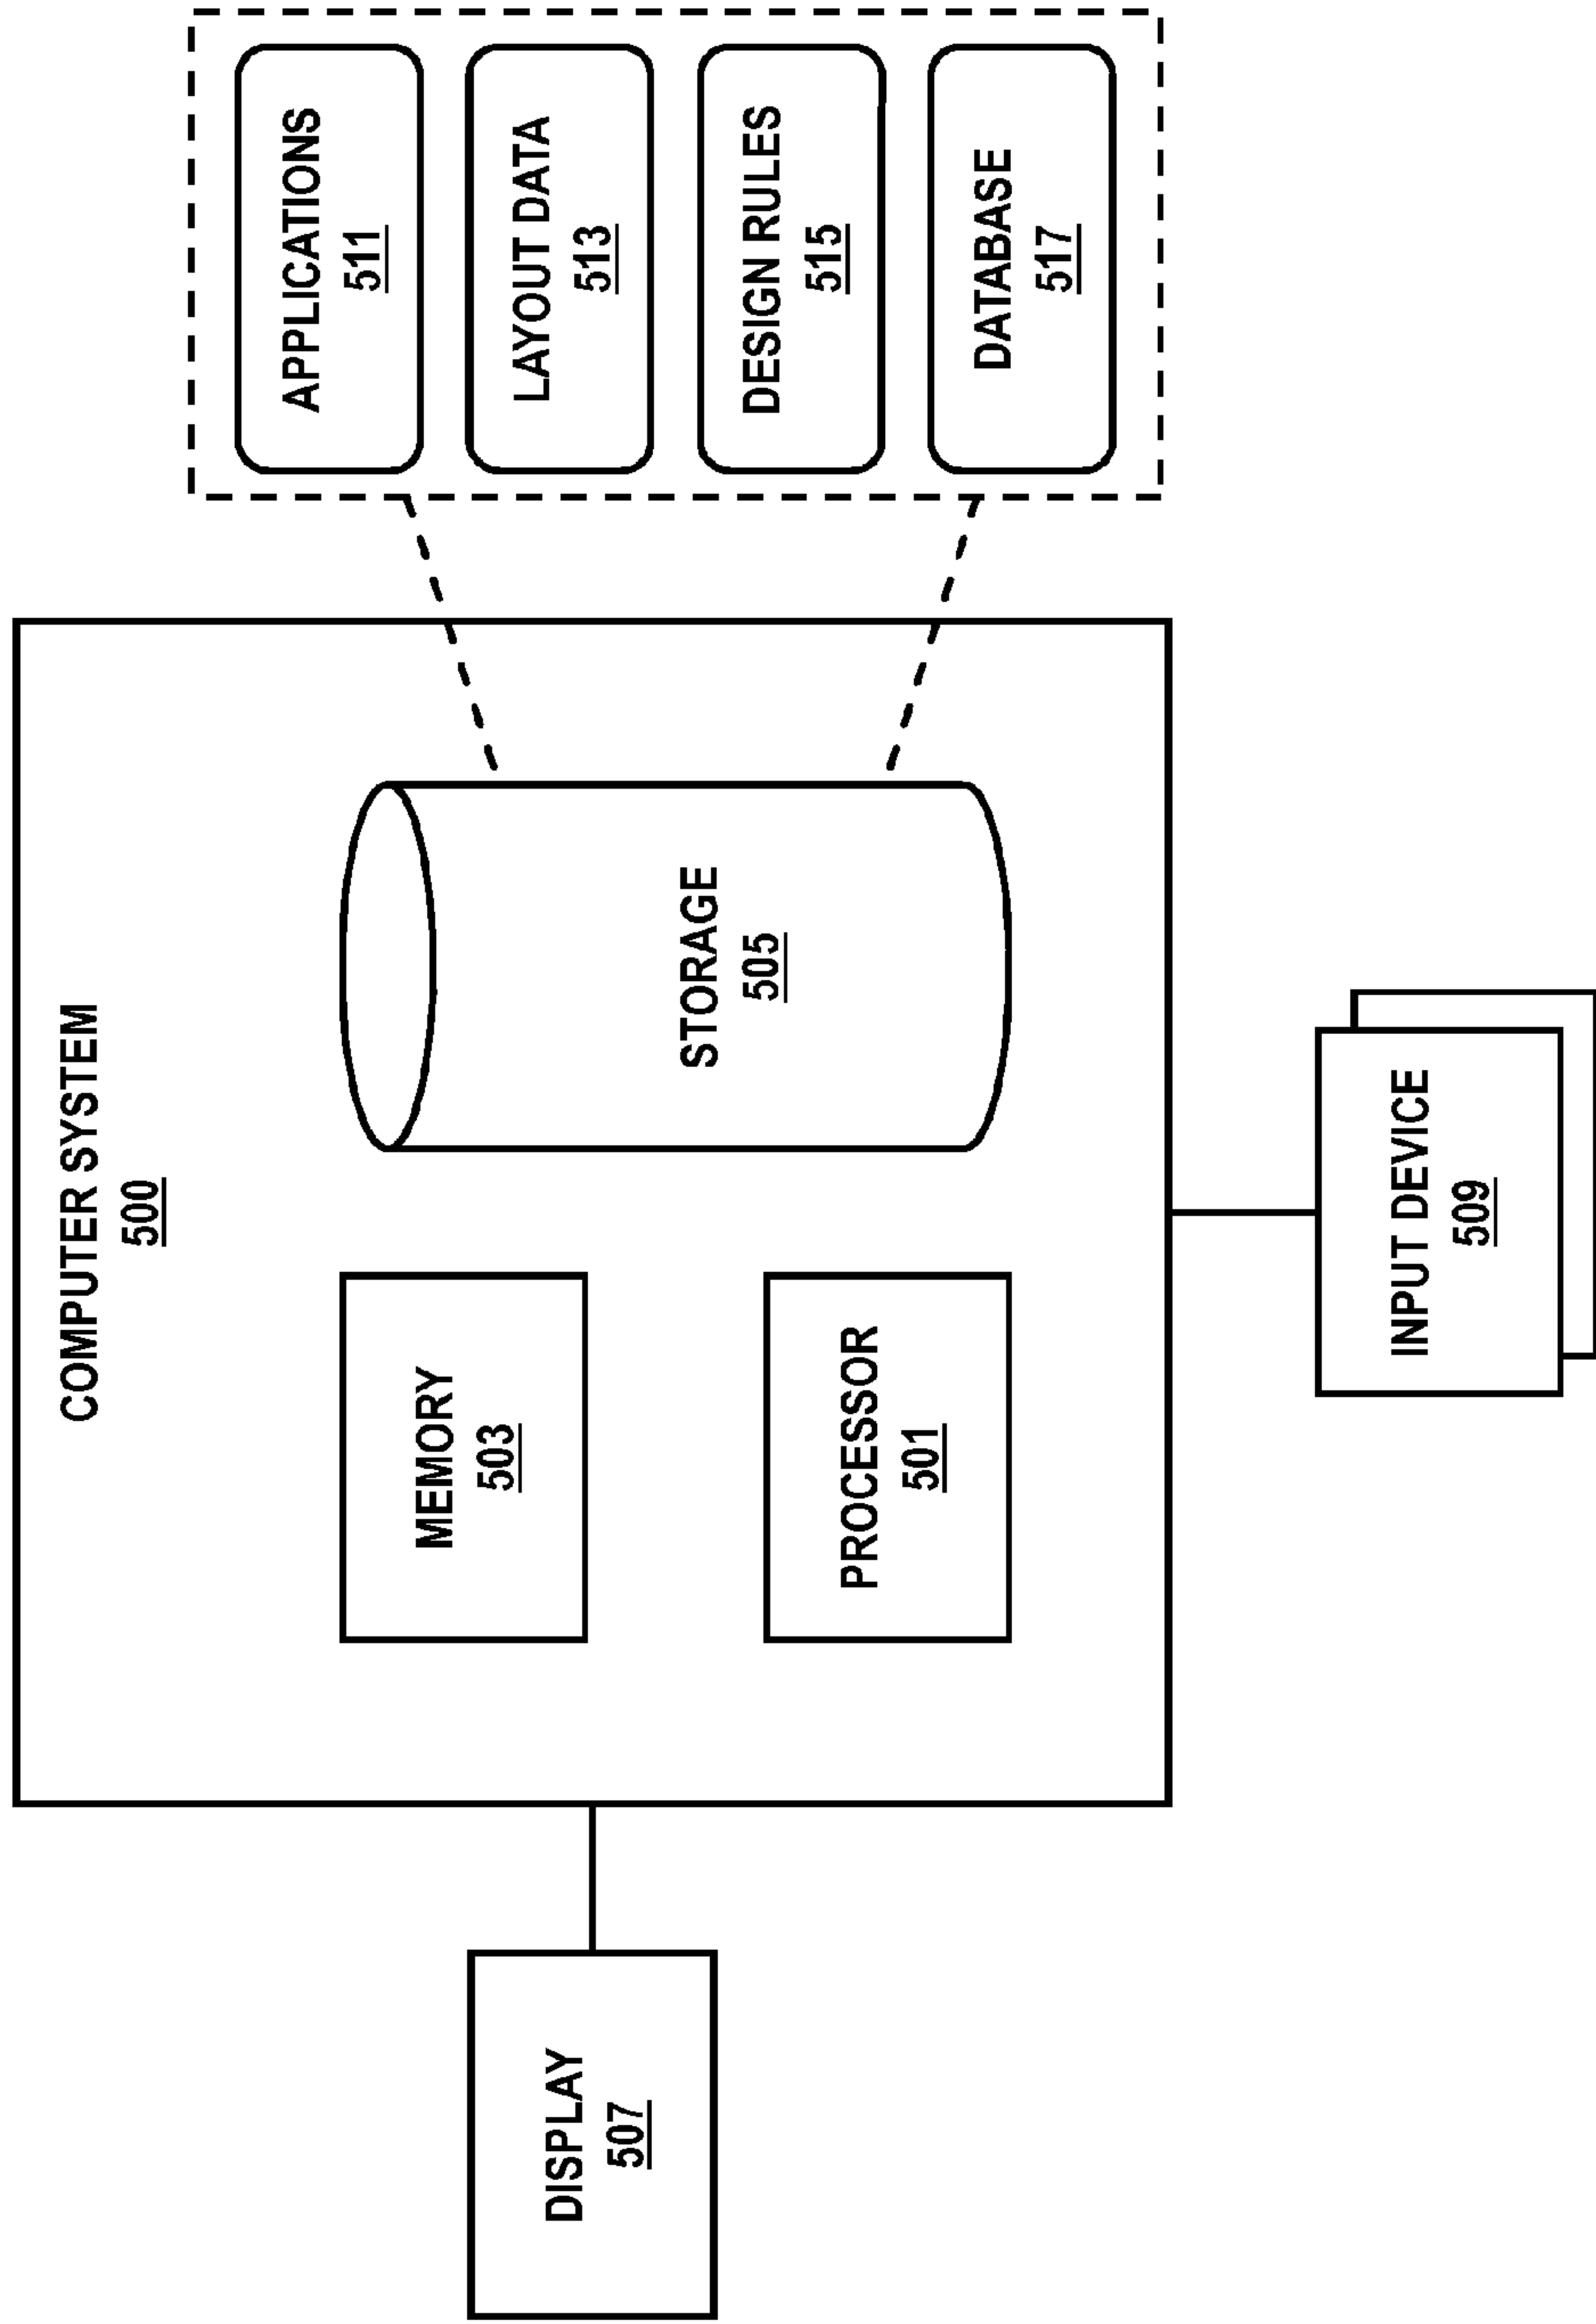 COMPUTER SYSTEM
500
DISPLAY
507
MEMORY
503
PROCESSOR
501
STORAGE
505
INPUT DEVICE
509
APPLICATIONS
511
LAYOUT DATA
513
DESIGN RULES
515
DATABASE
517